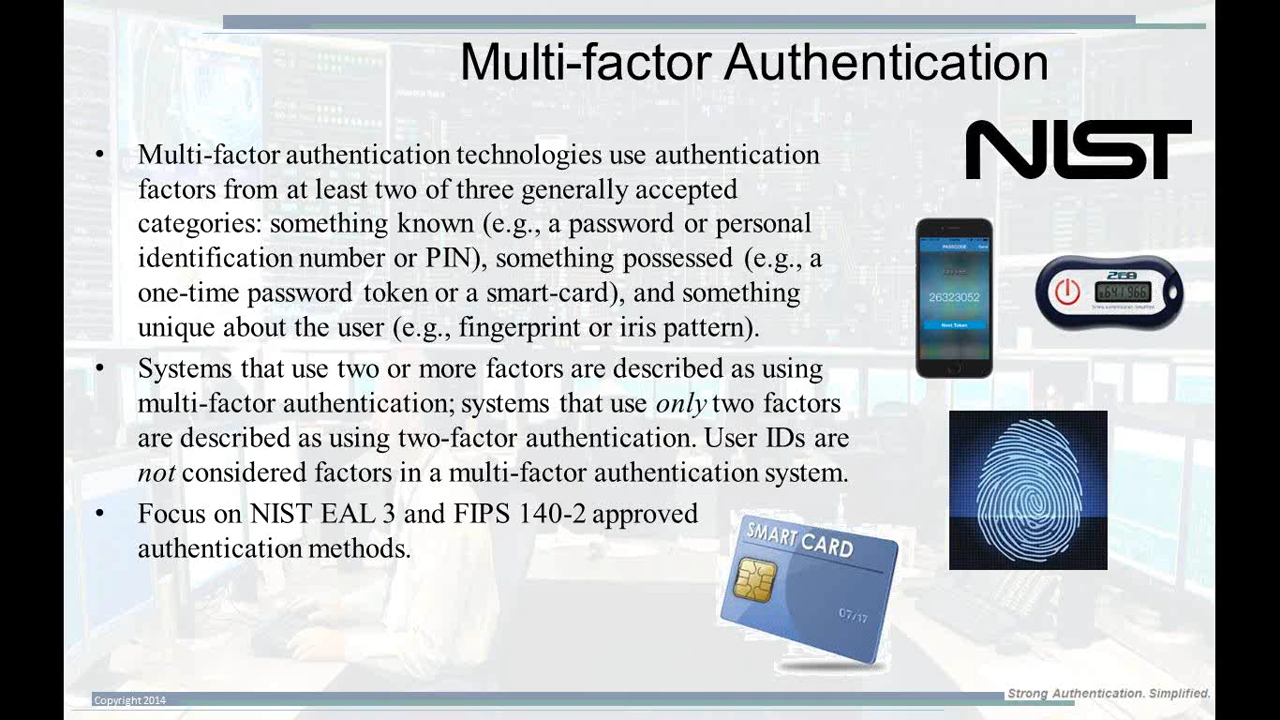 Multi-factor Authentication
NIST
• Multi-factor authentication technologies use authentication
factors from at least two of three generally accepted
categories: something known (e.g., a password or personal
identification number or PIN), something possessed (e.g., a
one-time password token or a smart-card), and something
unique about the user (e.g., fingerprint or iris pattern).
• Systems that use two or more factors are described as using
multi-factor authentication; systems that use only two factors
are described as using two-factor authentication. User IDs are
not considered factors in a multi-factor authentication system.
• Focus on NIST EAL 3 and FIPS 140-2 approved
authentication methods.
PASSCODE
26323052
Next Token
2FA
SMART CARD
07/17
Copyright 2014
Strong Authentication. Simplified.